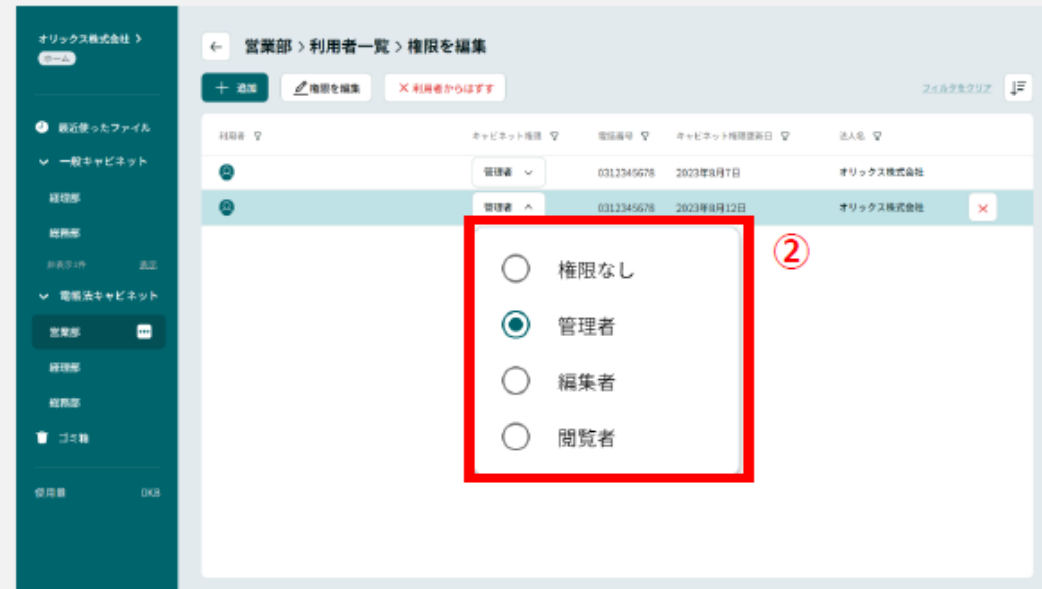 オリックス株式会社 >
ホーム
最近使ったファイル
一般キャビネット
経理部
総務部
非表示1件 表示
電帳法キャビネット
営業部
経理部
総務部
ゴミ箱
使用量 0KB
← 営業部 > 利用者一覧 > 権限を編集
+ 追加 権限を編集 × 利用者からはずす フィルタをクリア
利用者 キャビネット権限 電話番号 キャビネット権限更新日 法人名
管理者 0312345678 2023年8月7日 オリックス株式会社
管理者 0312345678 2023年8月12日 オリックス株式会社 ×
権限なし
管理者
編集者
閲覧者
②